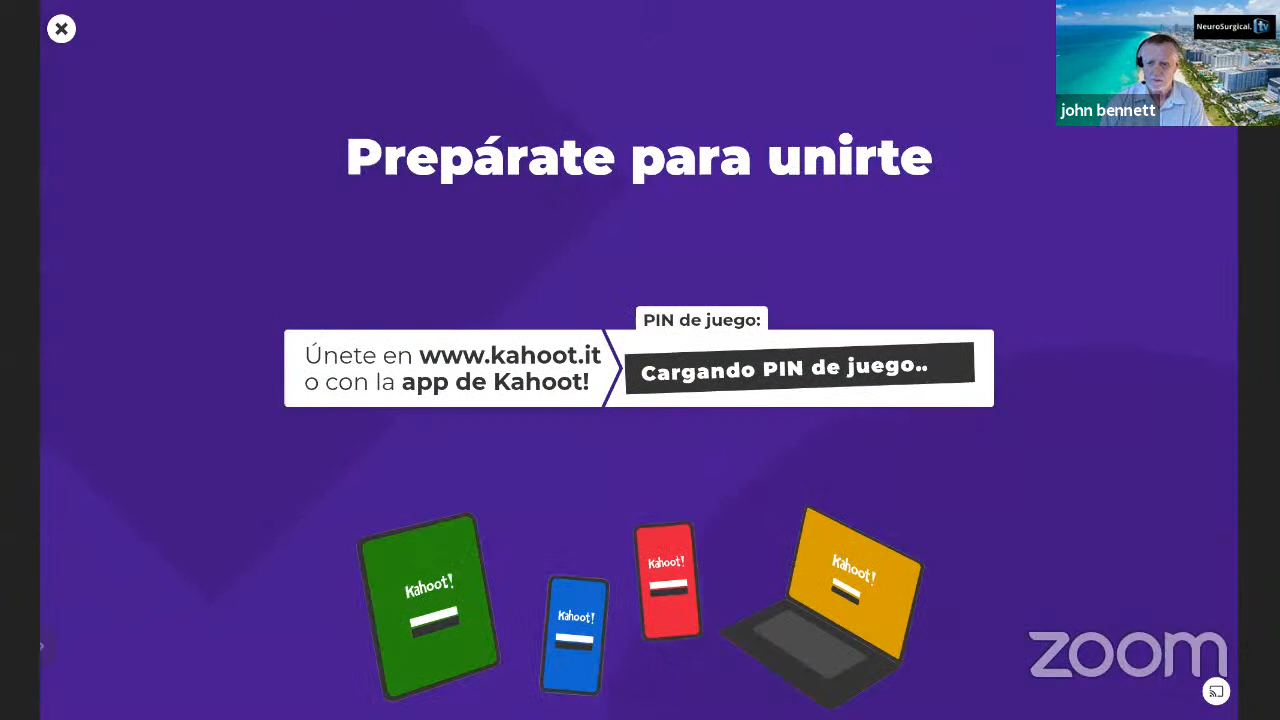 NeuroSurgical.tv
john bennett
Prepárate para unirte
PIN de juego:
Únete en www.kahoot.it
o con la app de Kahoot!
Cargando PIN de juego..
Kahoot!
Kahoot!
Kahoot!
Kahoot!
zoom